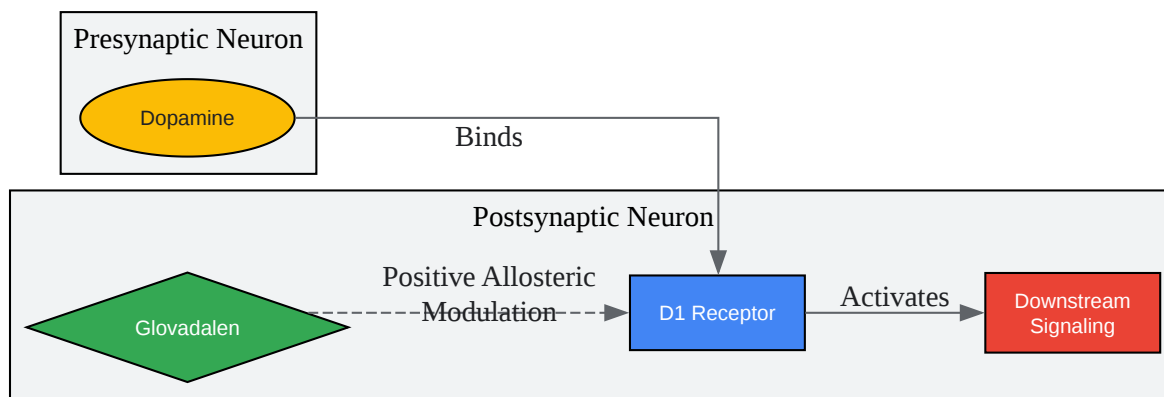 Presynaptic Neuron
Dopamine
Binds
Postsynaptic Neuron
Positive Allosteric
Modulation
Glovadalen
D1 Receptor
Activates
Downstream
Signaling